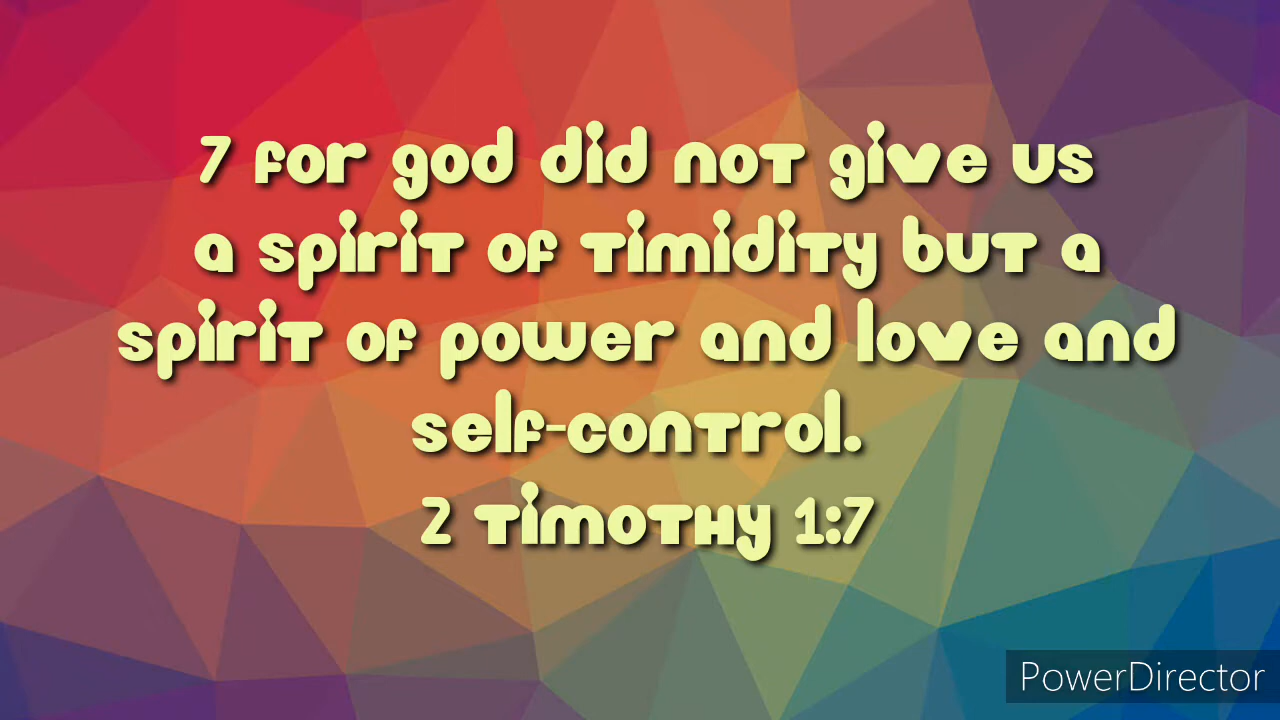 7 for god did not give us
a spirit of timidity but a
spirit of power and love and
self-control.
2 timothy 1:7
PowerDirector